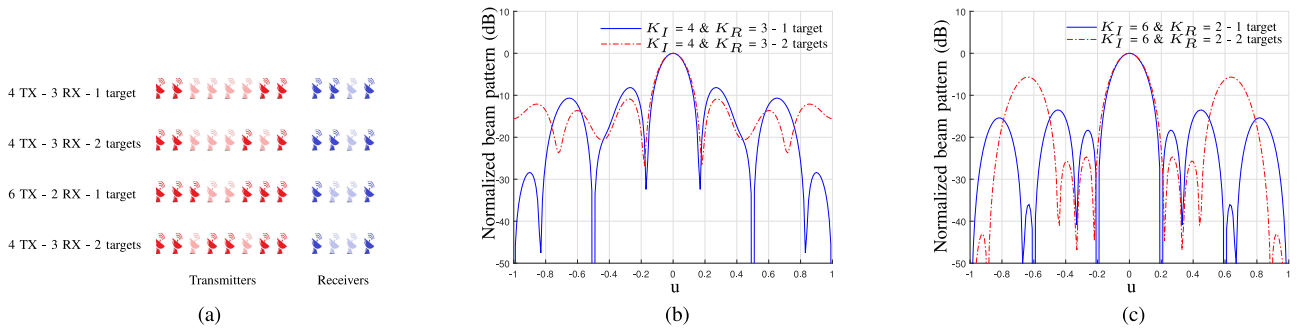 4 TX - 3 RX - 1 target
4 TX - 3 RX - 2 targets
6 TX - 2 RX - 1 target
4 TX - 3 RX - 2 targets
Transmitters
Receivers
(a)
Normalized beam pattern (dB)
K_I = 4 & K_R = 3 - 1 target
K_I = 4 & K_R = 3 - 2 targets
10
0
-10
-20
-30
-40
-50
-1 -0.8 -0.6 -0.4 -0.2 0 0.2 0.4 0.6 0.8 1
u
(b)
Normalized beam pattern (dB)
K_I = 6 & K_R = 2 - 1 target
K_I = 6 & K_R = 2 - 2 targets
10
0
-10
-20
-30
-40
-50
-1 -0.8 -0.6 -0.4 -0.2 0 0.2 0.4 0.6 0.8 1
u
(c)